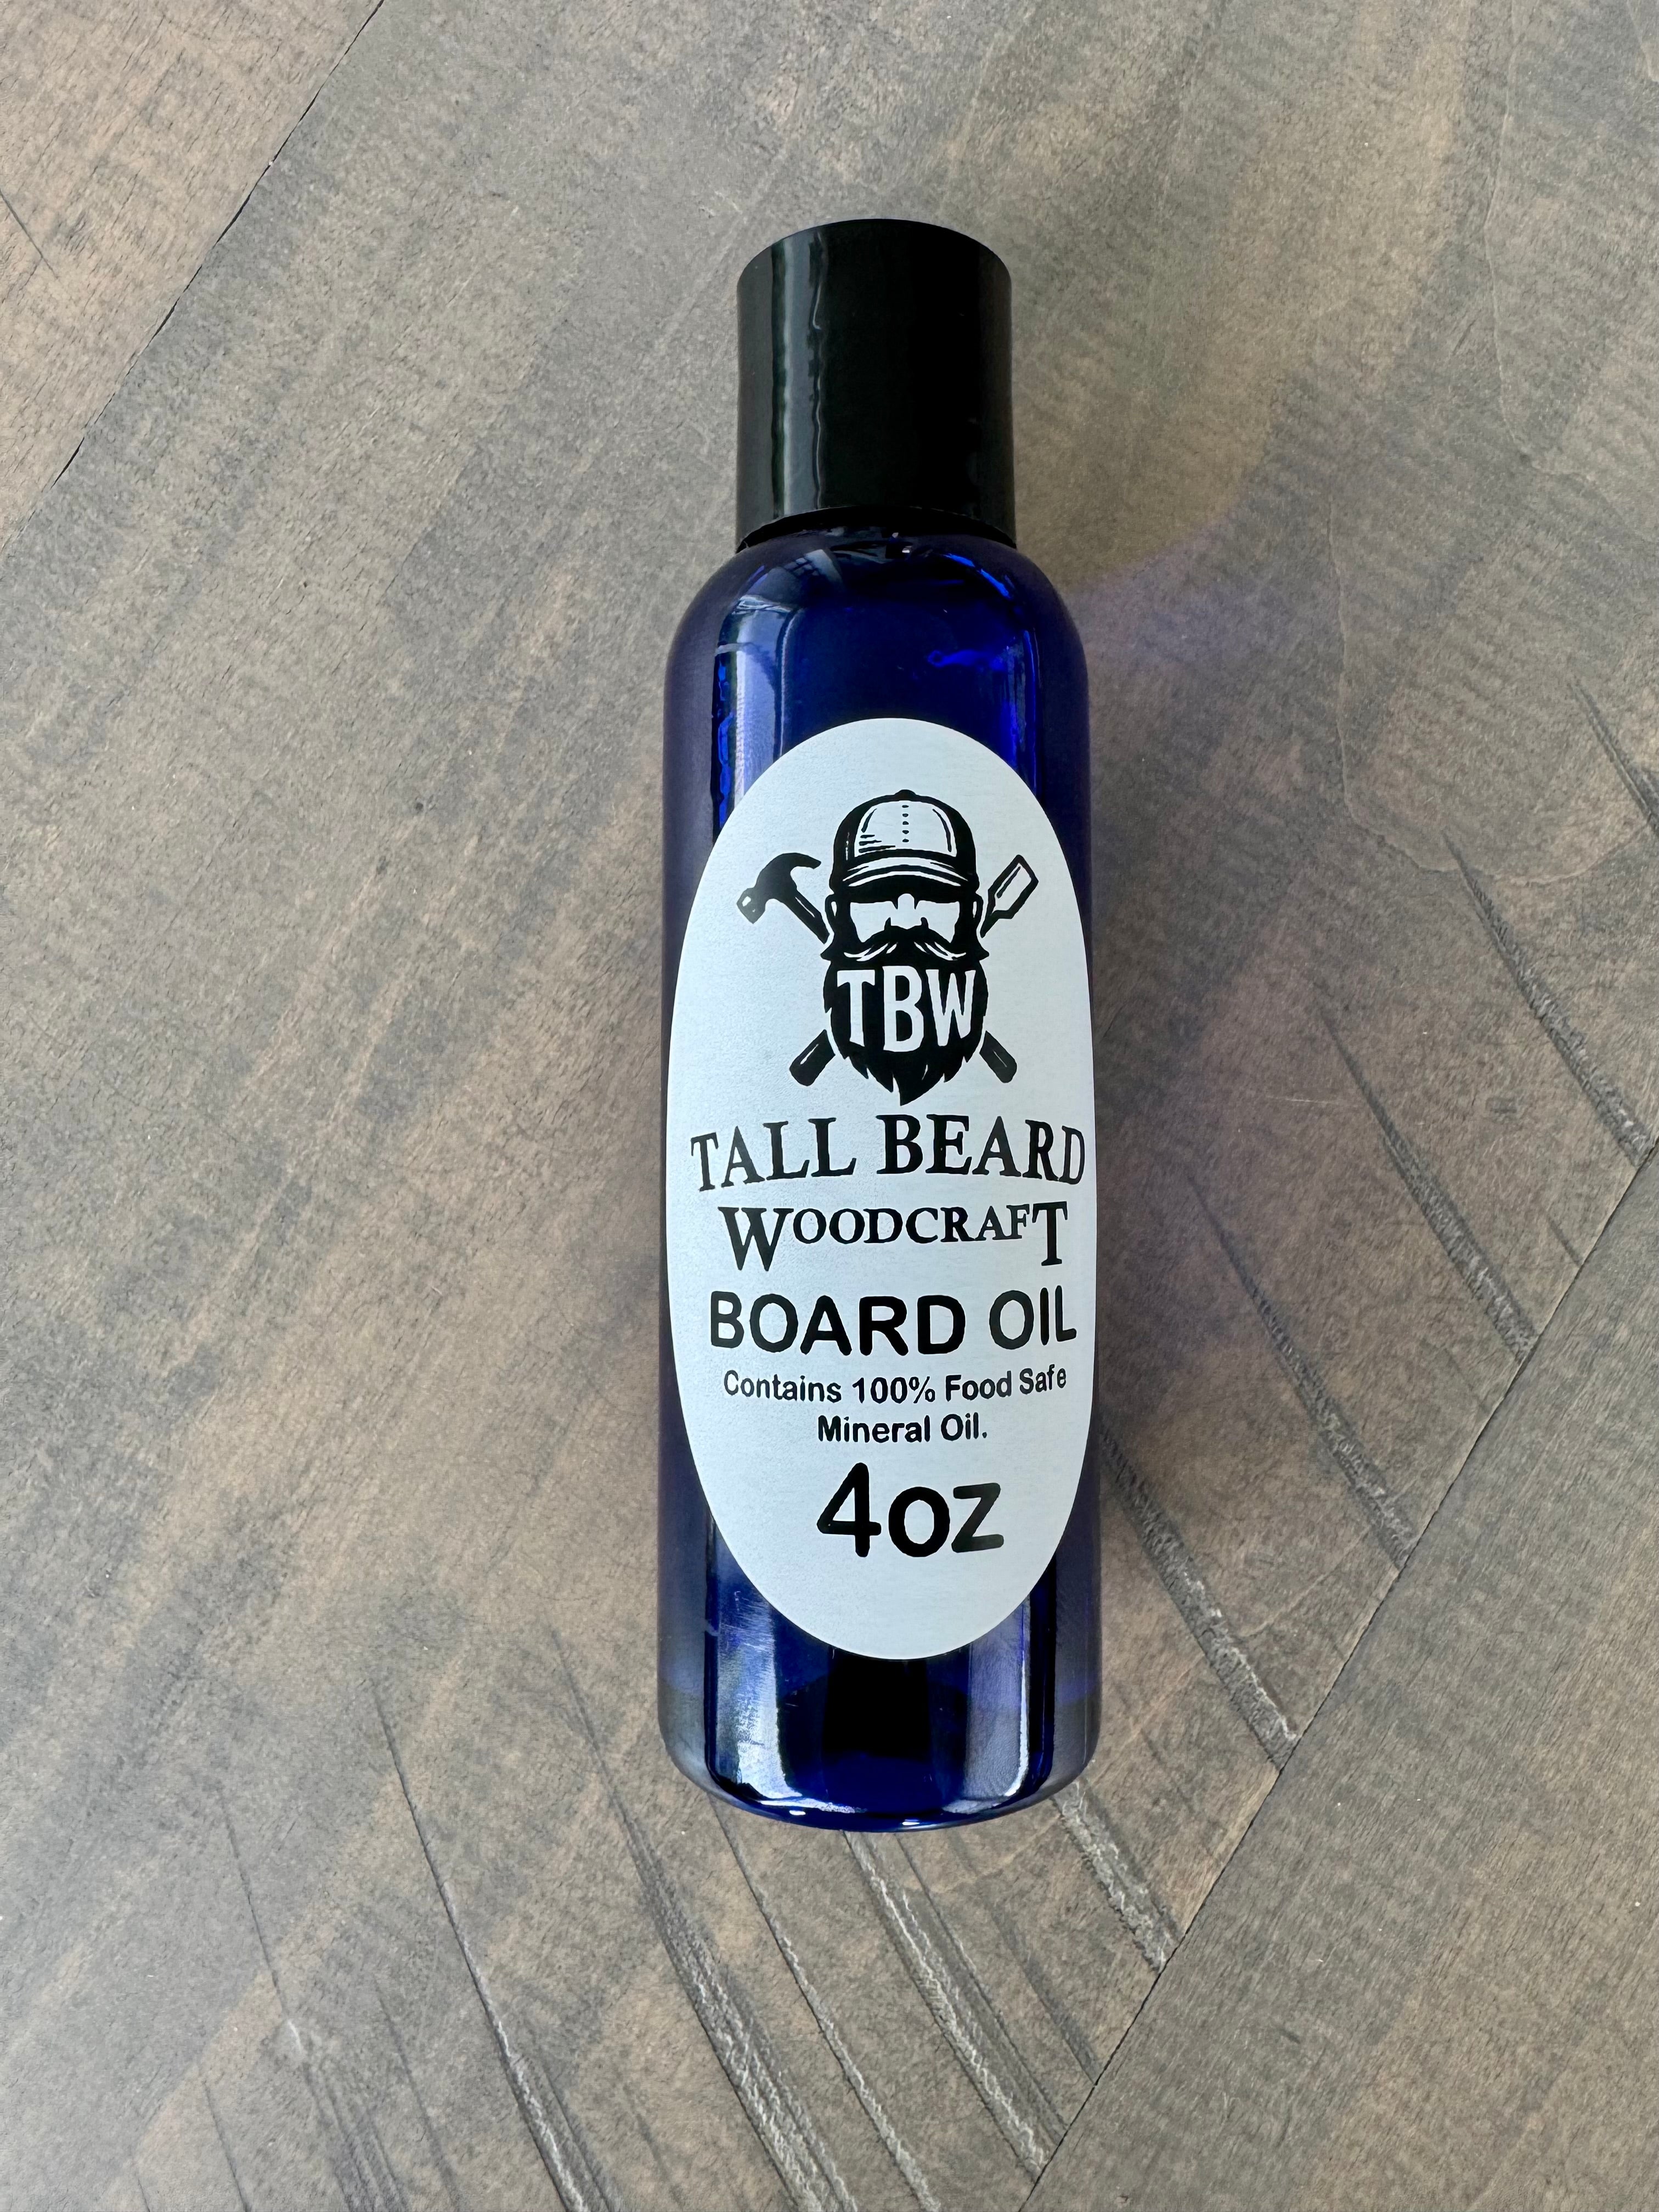 TBW
TALL BEARD
WOODCRAFT
BOARD OIL
Contains 100% Food Safe
Mineral Oil.
4oz